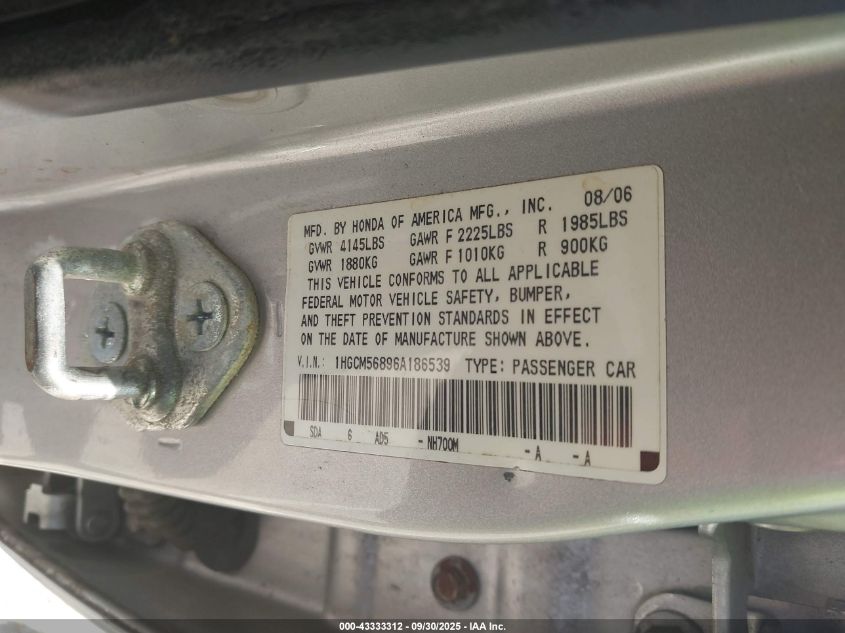 MFD. BY HONDA OF AMERICA MFG., INC. 08/06
GVWR 4145LBS GAWR F 2225LBS R 1985LBS
GVWR 1880KG GAWR F 1010KG R 900KG
THIS VEHICLE CONFORMS TO ALL APPLICABLE
FEDERAL MOTOR VEHICLE SAFETY, BUMPER,
AND THEFT PREVENTION STANDARDS IN EFFECT
ON THE DATE OF MANUFACTURE SHOWN ABOVE.
V.I.N.: 1HGCM56896A186539 TYPE: PASSENGER CAR
SDA 6 AD5 - NH700M - A - A
000-43333312 - 09/30/2025 - IAA Inc.